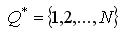 Q* = {1,2,…, N}